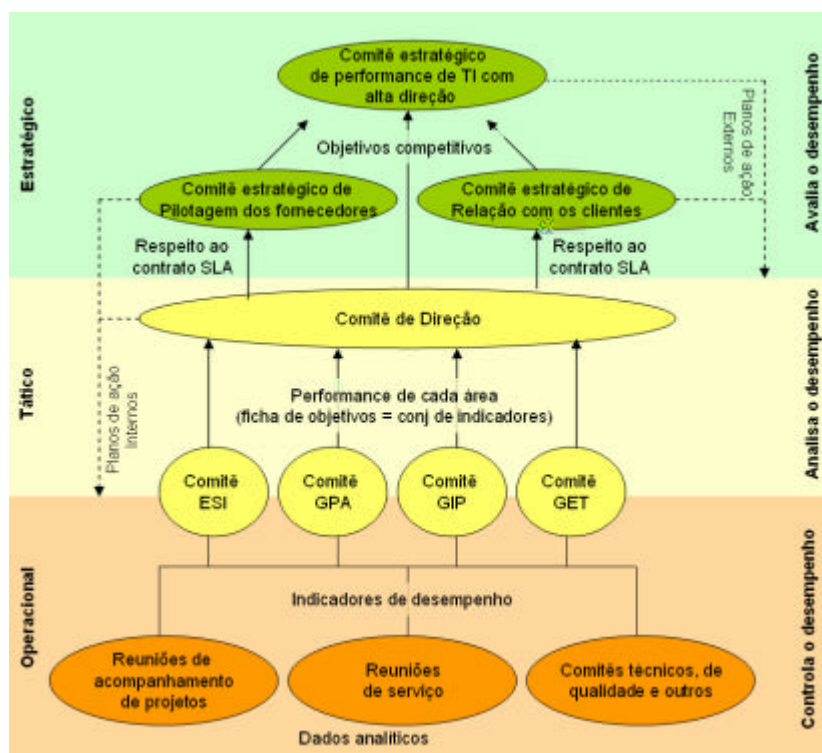 Comitê estratégico
de performance de TI com
alta direção
Estratégico
Avalia o desempenho
Planos de ação
Externos
Objetivos competitivos
Comitê estratégico de
Pilotagem dos fornecedores
Comitê estratégico de
Relação com os clientes
Respeito ao
contrato SLA
Respeito ao
contrato SLA
Comitê de Direção
Tático
Analisa o desempenho
Planos de ação
Internos
Performance de cada área
(ficha de objetivos = conj de indicadores)
Comitê
ESI
Comitê
GPA
Comitê
GIP
Comitê
GET
Operacional
Controla o desempenho
Indicadores de desempenho
Reuniões de
acompanhamento
de projetos
Reuniões
de serviço
Comitês técnicos, de
qualidade e outros
Dados analíticos